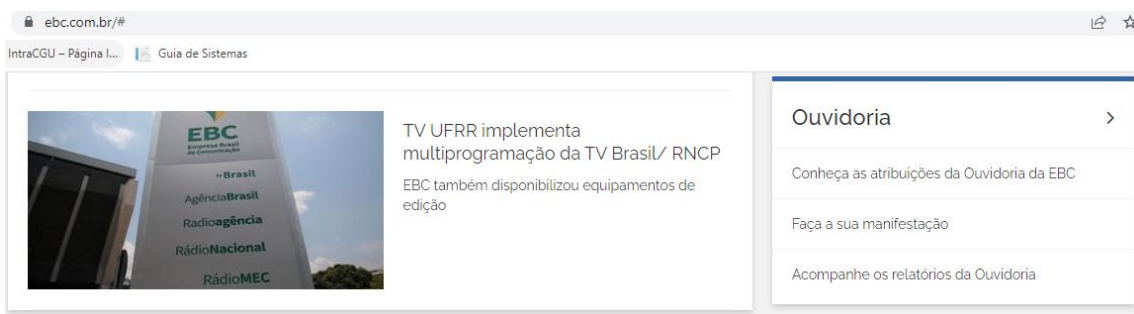 ebc.com.br/#
IntraCGU – Página I...
Guia de Sistemas
EBC
Empresa Brasil
de Comunicação
Brasil
AgênciaBrasil
Radioagência
RádioNacional
RádioMEC
TV UFRR implementa
multiprogramação da TV Brasil/ RNCP
EBC também disponibilizou equipamentos de
edição
Ouvidoria
Conheça as atribuições da Ouvidoria da EBC
Faça a sua manifestação
Acompanhe os relatórios da Ouvidoria